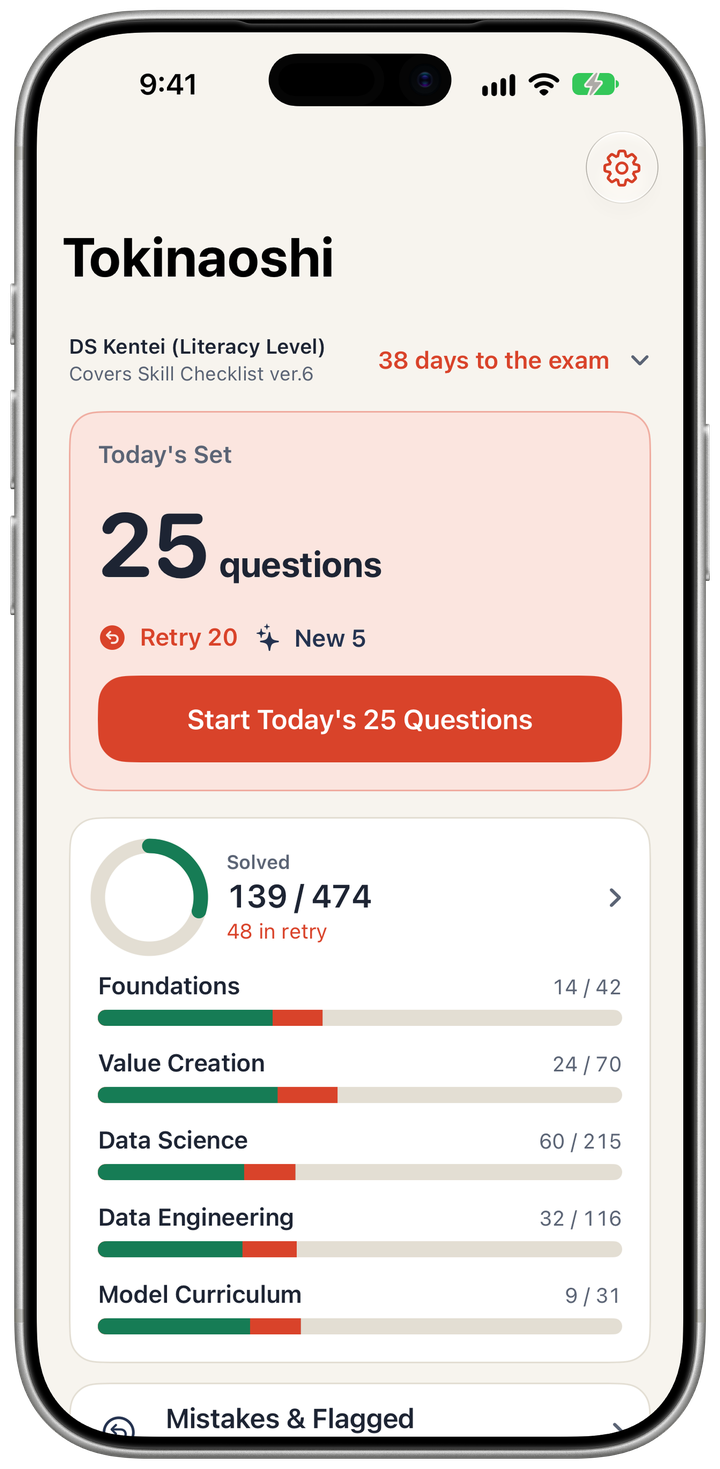 9:41
Tokinaoshi
DS Kentei (Literacy Level)
Covers Skill Checklist ver.6
38 days to the exam
Today's Set
25 questions
Retry 20 New 5
Start Today's 25 Questions
Solved
139 / 474
48 in retry
Foundations 14 / 42
Value Creation 24 / 70
Data Science 60 / 215
Data Engineering 32 / 116
Model Curriculum 9 / 31
Mistakes & Flagged